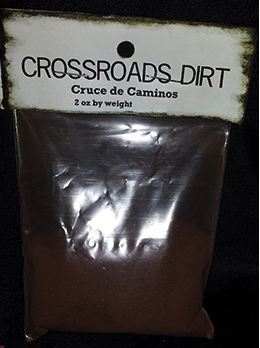 CROSSROADS DIRT
Cruce de Caminos
2 oz by weight